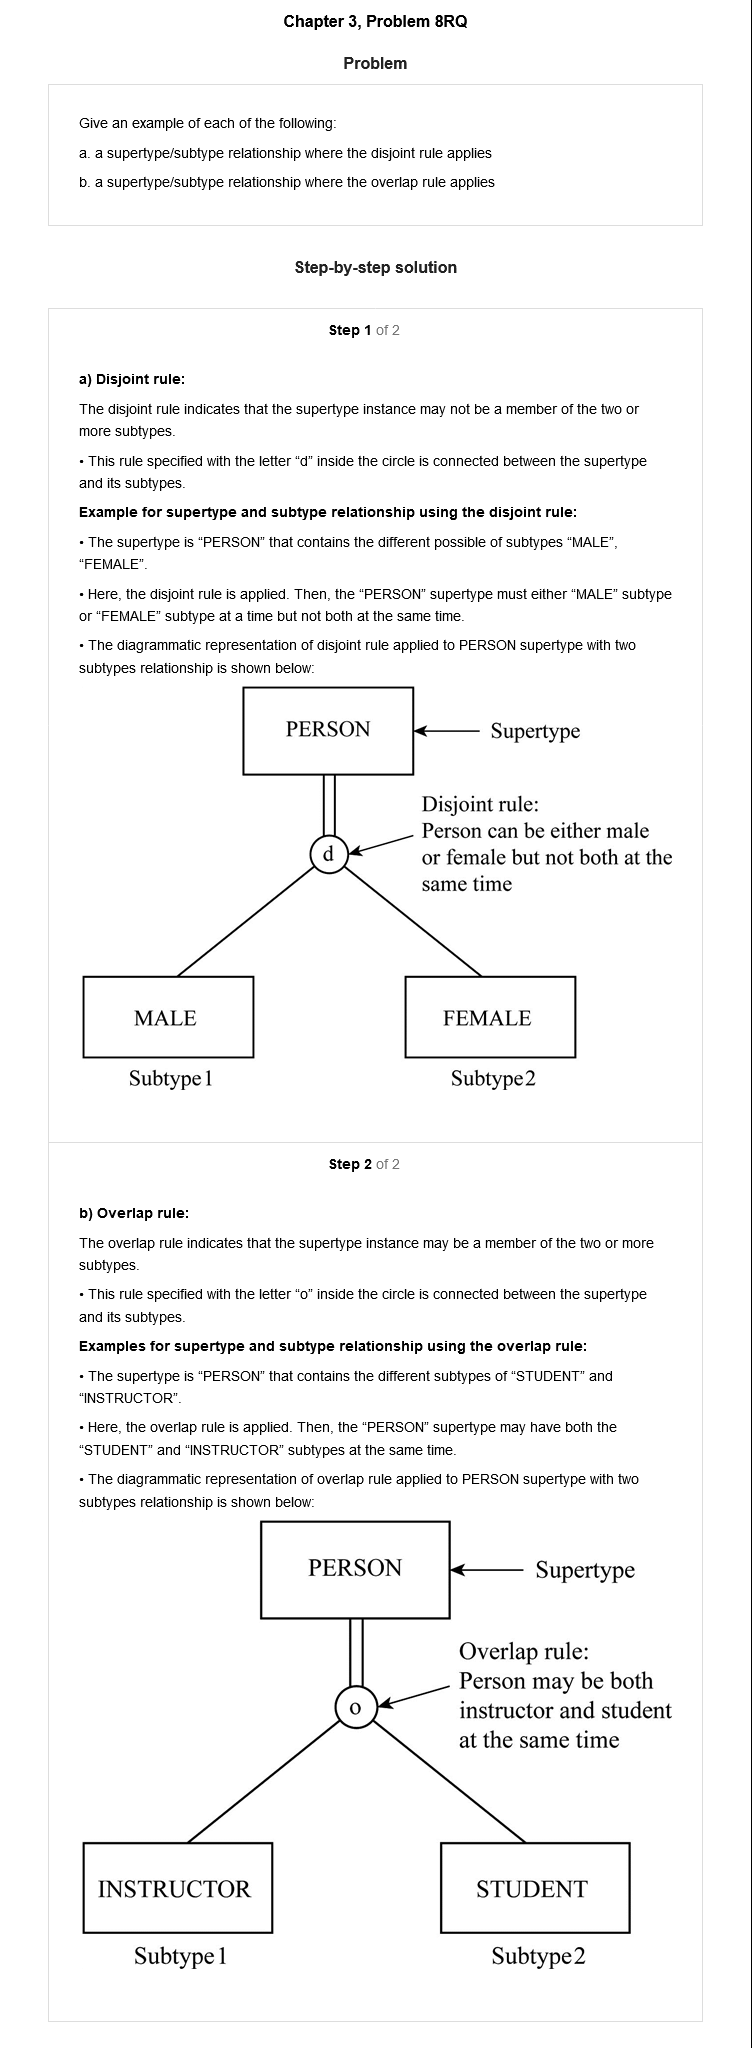 Chapter 3, Problem 8RQ
Problem
Give an example of each of the following:
a. a supertype/subtype relationship where the disjoint rule applies
b. a supertype/subtype relationship where the overlap rule applies
Step-by-step solution
Step 1 of 2
a) Disjoint rule:
The disjoint rule indicates that the supertype instance may not be a member of the two or
more subtypes.
• This rule specified with the letter “d” inside the circle is connected between the supertype
and its subtypes.
Example for supertype and subtype relationship using the disjoint rule:
• The supertype is “PERSON” that contains the different possible of subtypes “MALE”,
“FEMALE”.
• Here, the disjoint rule is applied. Then, the “PERSON” supertype must either “MALE” subtype
or “FEMALE” subtype at a time but not both at the same time.
• The diagrammatic representation of disjoint rule applied to PERSON supertype with two
subtypes relationship is shown below:
PERSON
Supertype
Disjoint rule:
Person can be either male
or female but not both at the
same time
d
MALE
FEMALE
Subtype1
Subtype2
Step 2 of 2
b) Overlap rule:
The overlap rule indicates that the supertype instance may be a member of the two or more
subtypes.
• This rule specified with the letter “o” inside the circle is connected between the supertype
and its subtypes.
Examples for supertype and subtype relationship using the overlap rule:
• The supertype is “PERSON” that contains the different subtypes of “STUDENT” and
“INSTRUCTOR”.
• Here, the overlap rule is applied. Then, the “PERSON” supertype may have both the
“STUDENT” and “INSTRUCTOR” subtypes at the same time.
• The diagrammatic representation of overlap rule applied to PERSON supertype with two
subtypes relationship is shown below:
PERSON
Supertype
Overlap rule:
Person may be both
instructor and student
at the same time
o
INSTRUCTOR
STUDENT
Subtype1
Subtype2